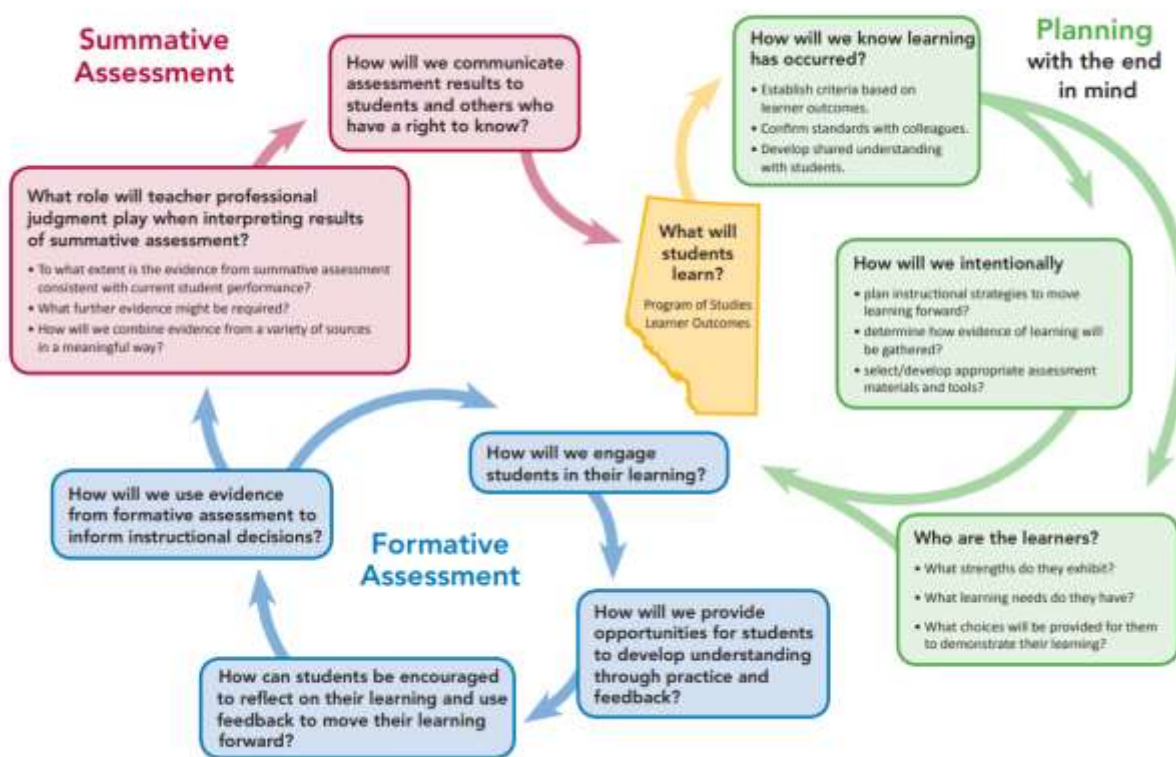 Summative
Assessment
How will we communicate
assessment results to
students and others who
have a right to know?
What role will teacher professional
judgment play when interpreting results
of summative assessment?
• To what extent is the evidence from summative assessment
consistent with current student performance?
• What further evidence might be required?
• How will we combine evidence from a variety of sources
in a meaningful way?
What will
students
learn?
Program of Studies
Learner Outcomes
Planning
with the end
in mind
How will we know learning
has occurred?
• Establish criteria based on
learner outcomes.
• Confirm standards with colleagues.
• Develop shared understanding
with students.
How will we intentionally
• plan instructional strategies to move
learning forward?
• determine how evidence of learning will
be gathered?
• select/develop appropriate assessment
materials and tools?
Who are the learners?
• What strengths do they exhibit?
• What learning needs do they have?
• What choices will be provided for them
to demonstrate their learning?
Formative
Assessment
How will we engage
students in their learning?
How will we provide
opportunities for students
to develop understanding
through practice and
feedback?
How can students be encouraged
to reflect on their learning and use
feedback to move their learning
forward?
How will we use evidence
from formative assessment to
inform instructional decisions?